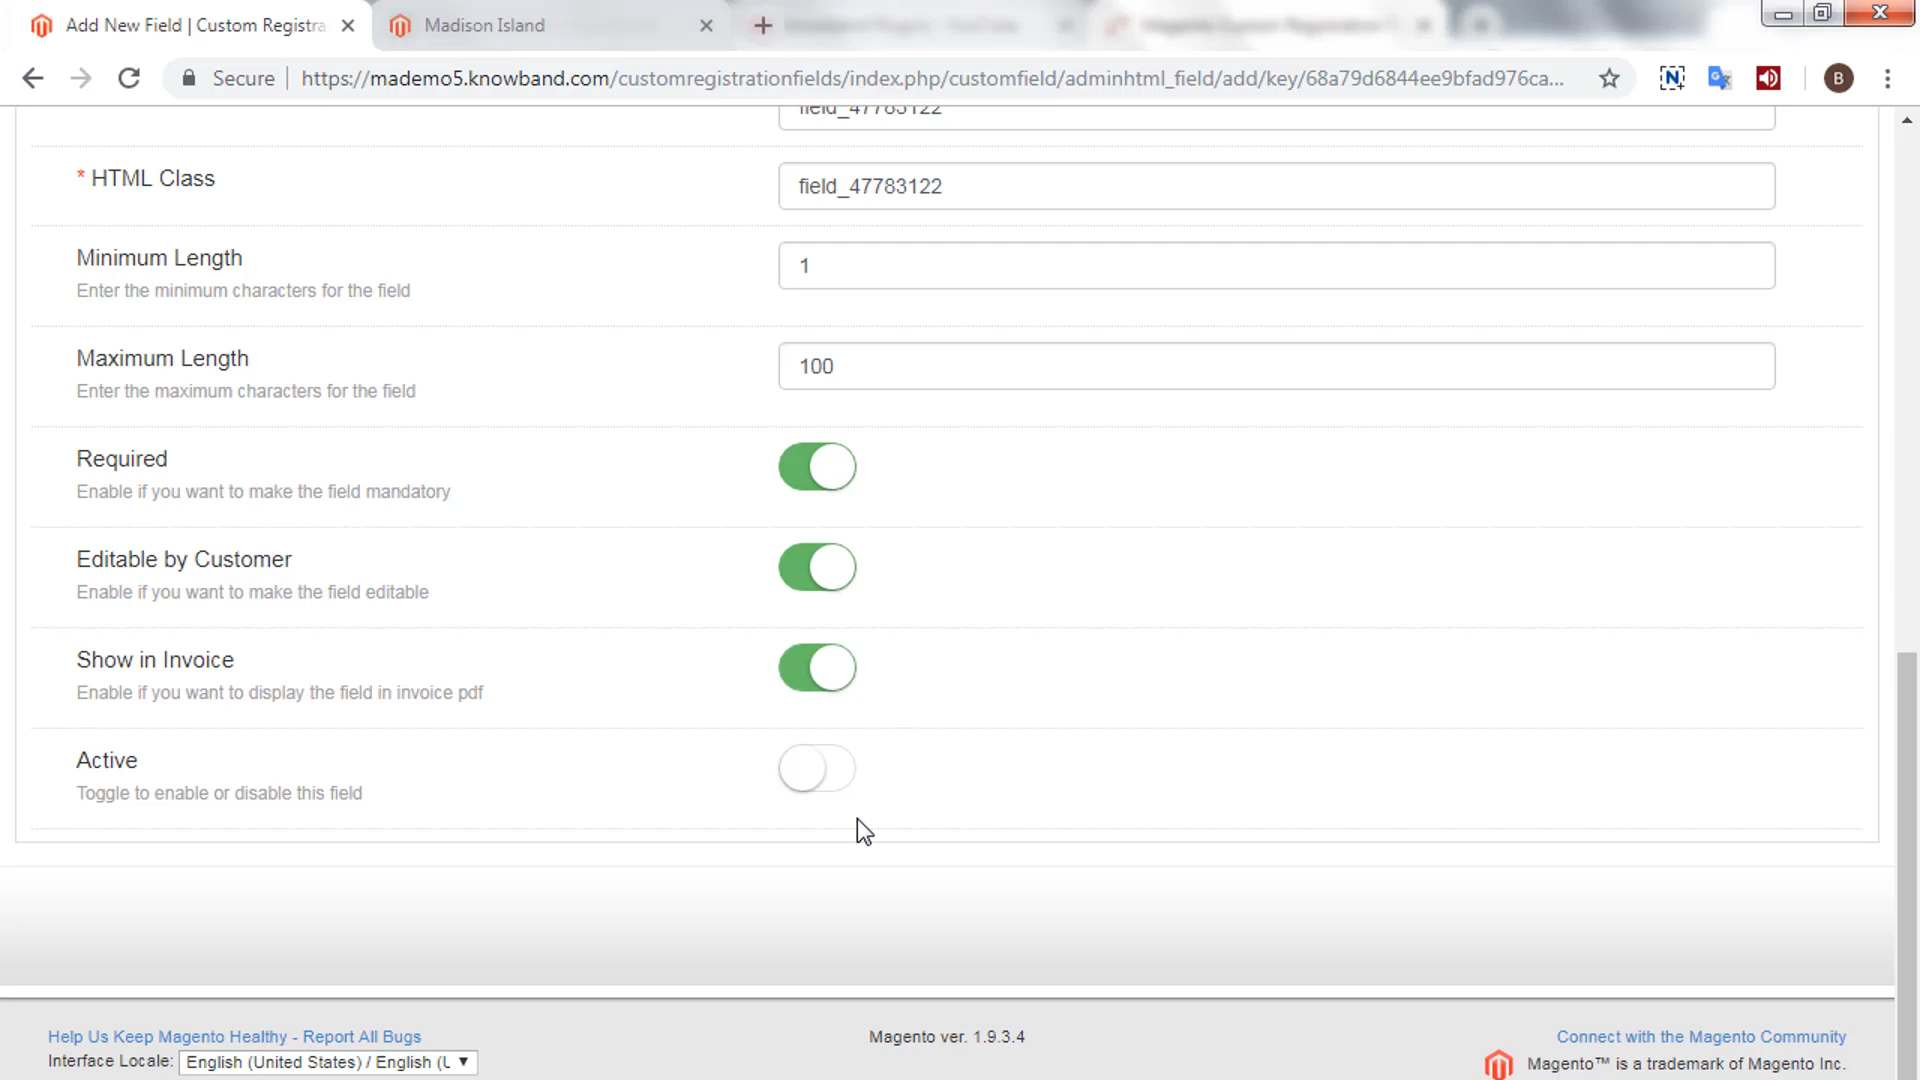 Add New Field | Custom Registra
Madison Island
Secure
https://mademo5.knowband.com/customregistrationfields/index.php/customfield/adminhtml_field/add/key/68a79d6844ee9bfad976ca...
B
field_47783122
* HTML Class
field_47783122
Minimum Length
1
Enter the minimum characters for the field
Maximum Length
100
Enter the maximum characters for the field
Required
Enable if you want to make the field mandatory
Editable by Customer
Enable if you want to make the field editable
Show in Invoice
Enable if you want to display the field in invoice pdf
Active
Toggle to enable or disable this field
Help Us Keep Magento Healthy - Report All Bugs
Magento ver. 1.9.3.4
Connect with the Magento Community
Interface Locale: English (United States) / English (U
Magento™ is a trademark of Magento Inc.